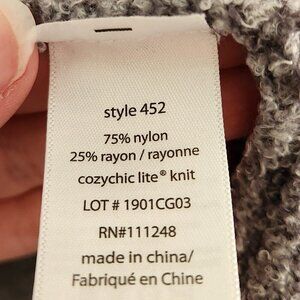 style 452
75% nylon
25% rayon / rayonne
cozychic lite® knit
LOT # 1901CG03
RN#111248
made in china/
Fabriqué en Chine